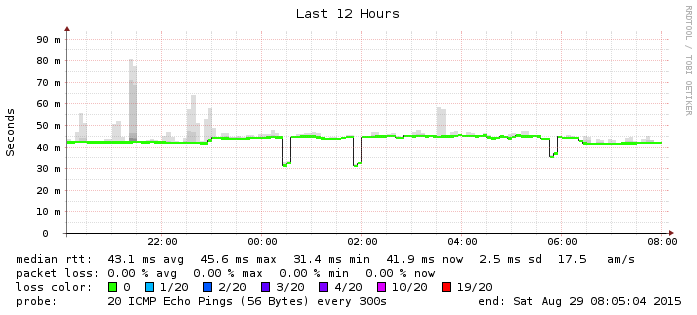 Last 12 Hours
RRDTOOL / TOBI OETIKER
Seconds
90 m
80 m
70 m
60 m
50 m
40 m
30 m
20 m
10 m
0
22:00 00:00 02:00 04:00 06:00 08:00
median rtt: 43.1 ms avg 45.6 ms max 31.4 ms min 41.9 ms now 2.5 ms sd 17.5 am/s
packet loss: 0.00 % avg 0.00 % max 0.00 % min 0.00 % now
loss color: 0 1/20 2/20 3/20 4/20 10/20 19/20
probe: 20 ICMP Echo Pings (56 Bytes) every 300s end: Sat Aug 29 08:05:04 2015